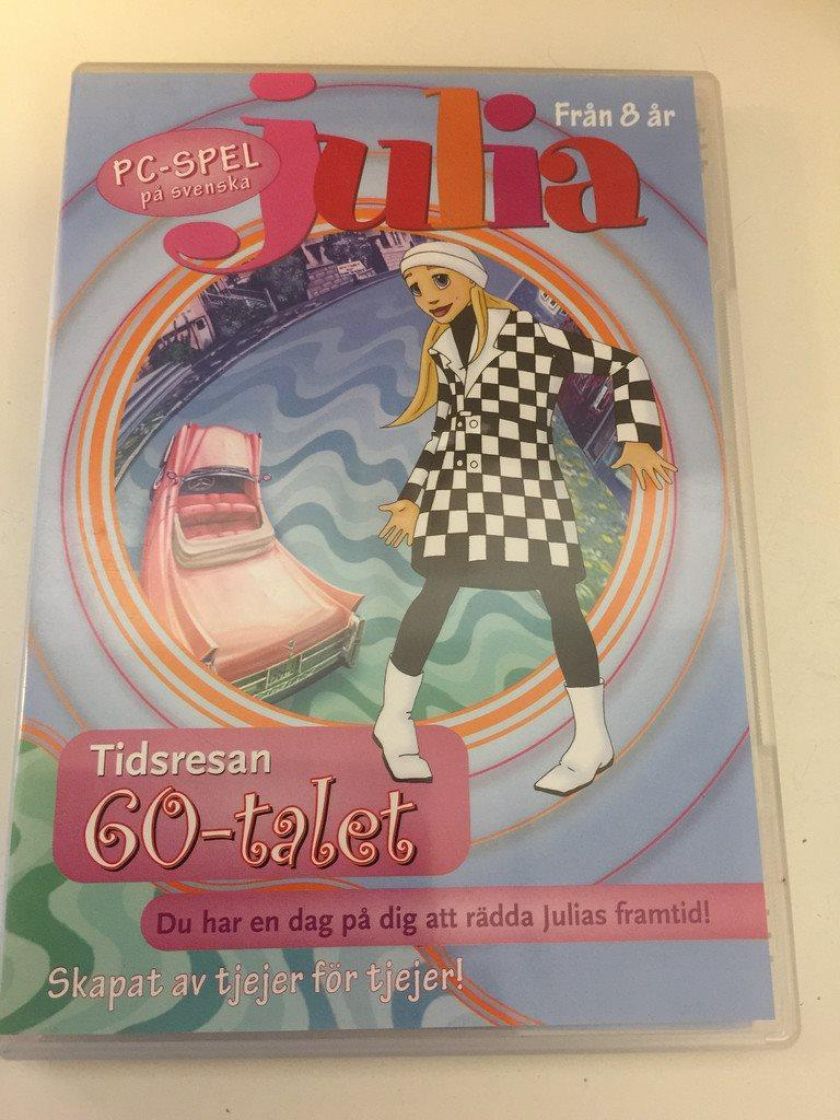 Från 8 år
PC-SPEL
på svenska
julia
Tidsresan
60-talet
Du har en dag på dig att rädda Julias framtid!
Skapat av tjejer för tjejer!